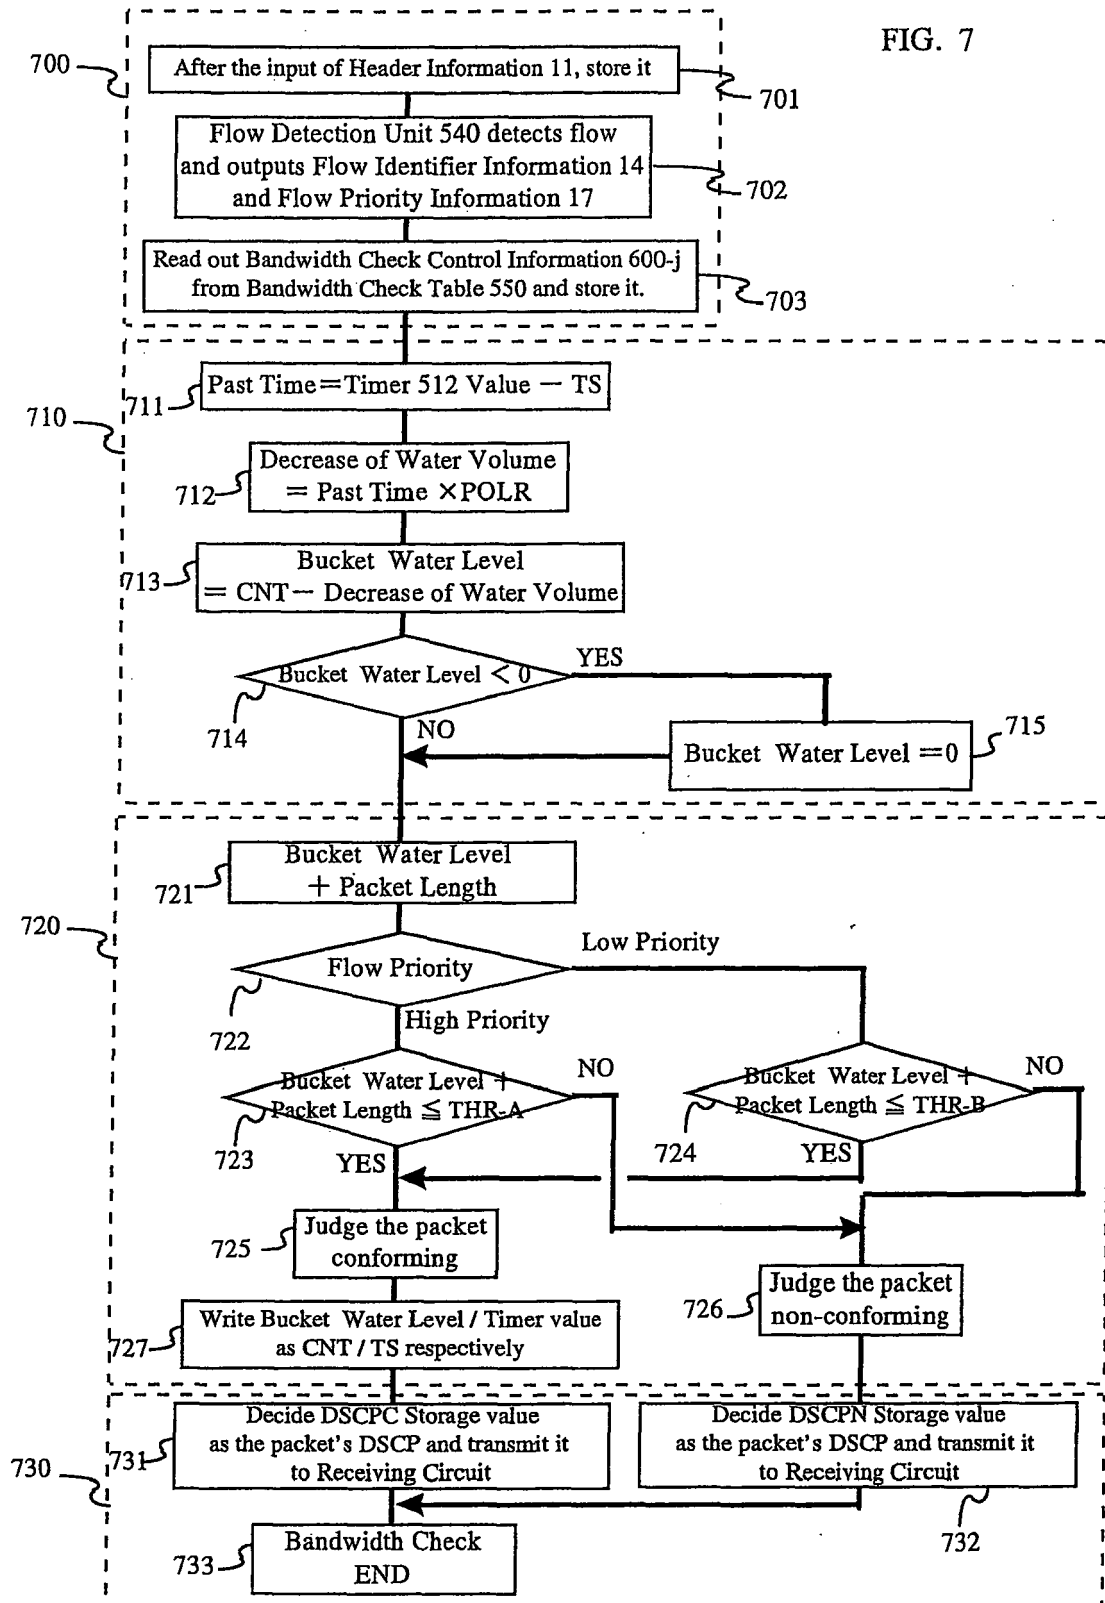 FIG. 7
700
After the input of Header Information 11, store it
701
Flow Detection Unit 540 detects flow
and outputs Flow Identifier Information 14
and Flow Priority Information 17
702
Read out Bandwidth Check Control Information 600-j
from Bandwidth Check Table 550 and store it.
703
710
711
Past Time=Timer 512 Value − TS
712
Decrease of Water Volume
= Past Time ×POLR
713
Bucket Water Level
= CNT− Decrease of Water Volume
Bucket Water Level < 0
YES
714
NO
715
Bucket Water Level =0
720
721
Bucket Water Level
+ Packet Length
Flow Priority
Low Priority
722
High Priority
Bucket Water Level +
Packet Length ≦ THR-A
NO
723
YES
Bucket Water Level +
Packet Length ≦ THR-B
NO
724
YES
725
Judge the packet
conforming
726
Judge the packet
non-conforming
727
Write Bucket Water Level / Timer value
as CNT / TS respectively
730
731
Decide DSCPC Storage value
as the packet's DSCP and transmit it
to Receiving Circuit
Decide DSCPN Storage value
as the packet's DSCP and transmit it
to Receiving Circuit
732
733
Bandwidth Check
END